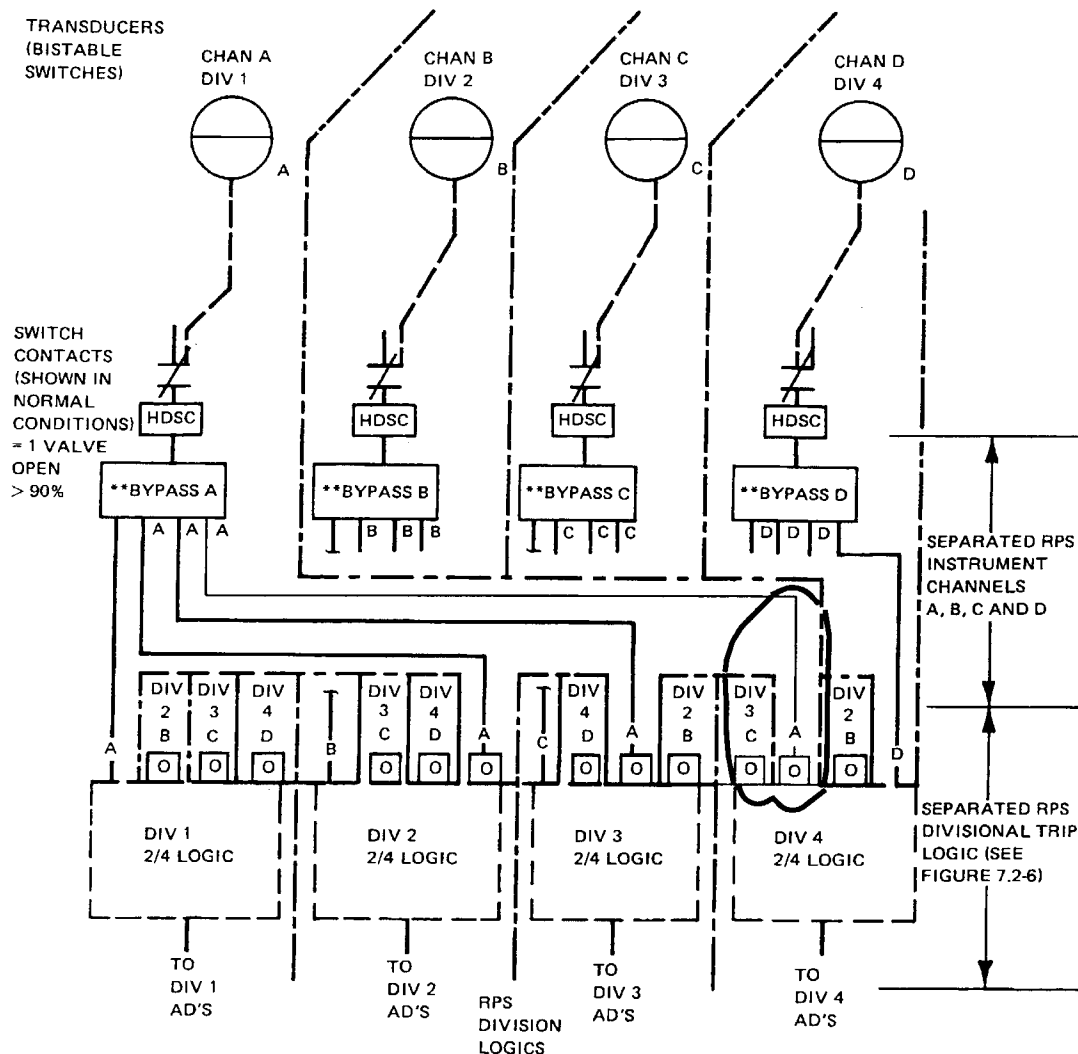 TRANSDUCERS
(BISTABLE
SWITCHES)
CHAN A
DIV 1
CHAN B
DIV 2
CHAN C
DIV 3
CHAN D
DIV 4
A
B
C
D
SWITCH
CONTACTS
(SHOWN IN
NORMAL
CONDITIONS)
= 1 VALVE
OPEN
> 90%
HDSC
HDSC
HDSC
HDSC
**BYPASS A
**BYPASS B
**BYPASS C
**BYPASS D
A A A
B B B
C C C
D D D
SEPARATED RPS
INSTRUMENT
CHANNELS
A, B, C AND D
A
DIV
2
B
O
DIV
3
C
O
DIV
4
D
O
B
DIV
3
C
O
DIV
4
D
O
A
O
C
DIV
4
D
O
A
O
DIV
2
B
O
DIV
3
C
O
A
O
DIV
2
B
O
D
DIV 1
2/4 LOGIC
DIV 2
2/4 LOGIC
DIV 3
2/4 LOGIC
DIV 4
2/4 LOGIC
SEPARATED RPS
DIVISIONAL TRIP
LOGIC (SEE
FIGURE 7.2-6)
TO
DIV 1
AD'S
TO
DIV 2
AD'S
RPS
DIVISION
LOGICS
TO
DIV 3
AD'S
TO
DIV 4
AD'S